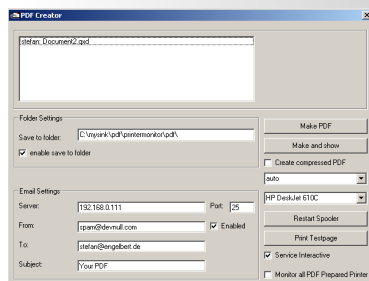 PDF Creator
stefan: Document2.qxd
Folder Settings
Save to folder: C:\mysink\pdf\printermonitor\pdf\
enable save to folder
Make PDF
Make and show
Create compressed PDF
auto
HP DeskJet 610C
Restart Spooler
Print Testpage
Service Interactive
Monitor all PDF Prepared Printer
Email Settings
Server: 192.168.0.111 Port: 25
From: spam@devnull.com Enabled
To: stefan@engelbert.de
Subject: Your PDF